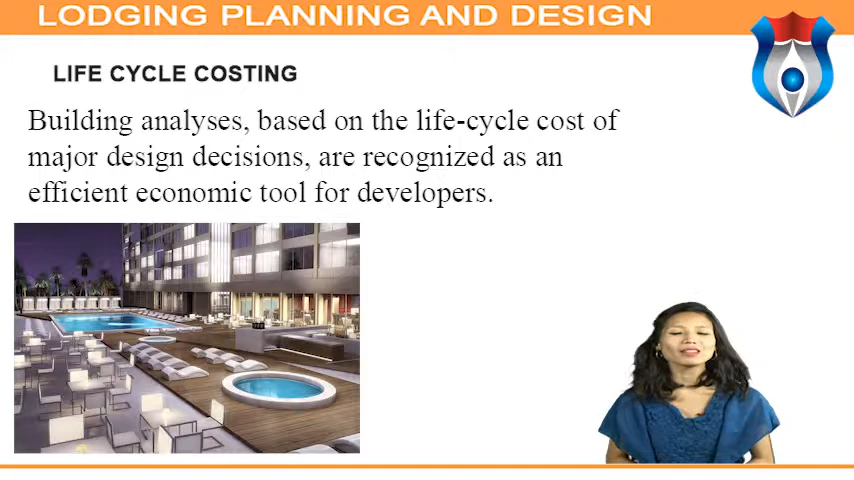 LODGING PLANNING AND DESIGN
LIFE CYCLE COSTING
Building analyses, based on the life-cycle cost of
major design decisions, are recognized as an
efficient economic tool for developers.